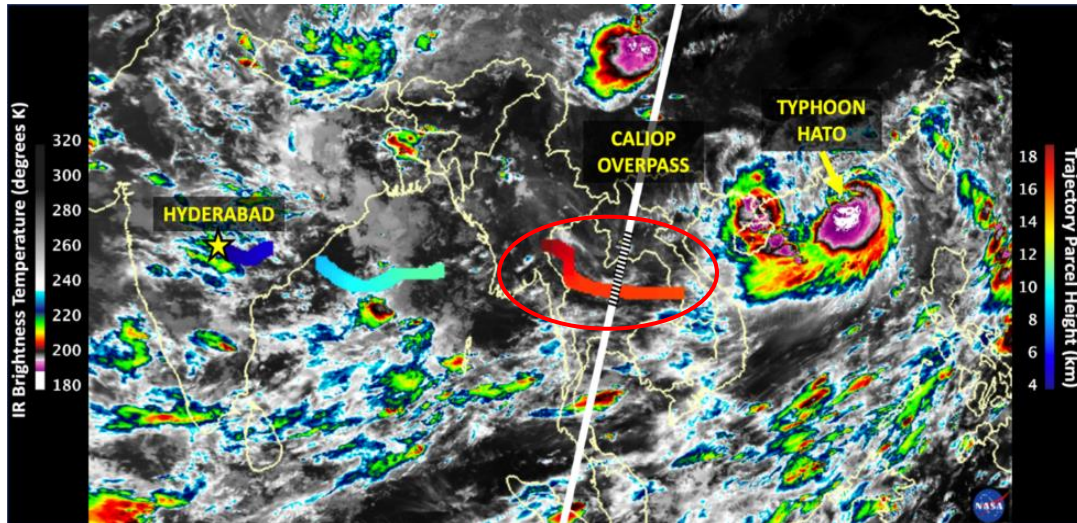 IR Brightness Temperature (degrees K)
320
300
280
260
240
220
200
180
HYDERABAD
CALIOP
OVERPASS
TYPHOON
HATO
18
16
14
12
10
8
6
4
Trajectory Parcel Height (km)
NASA